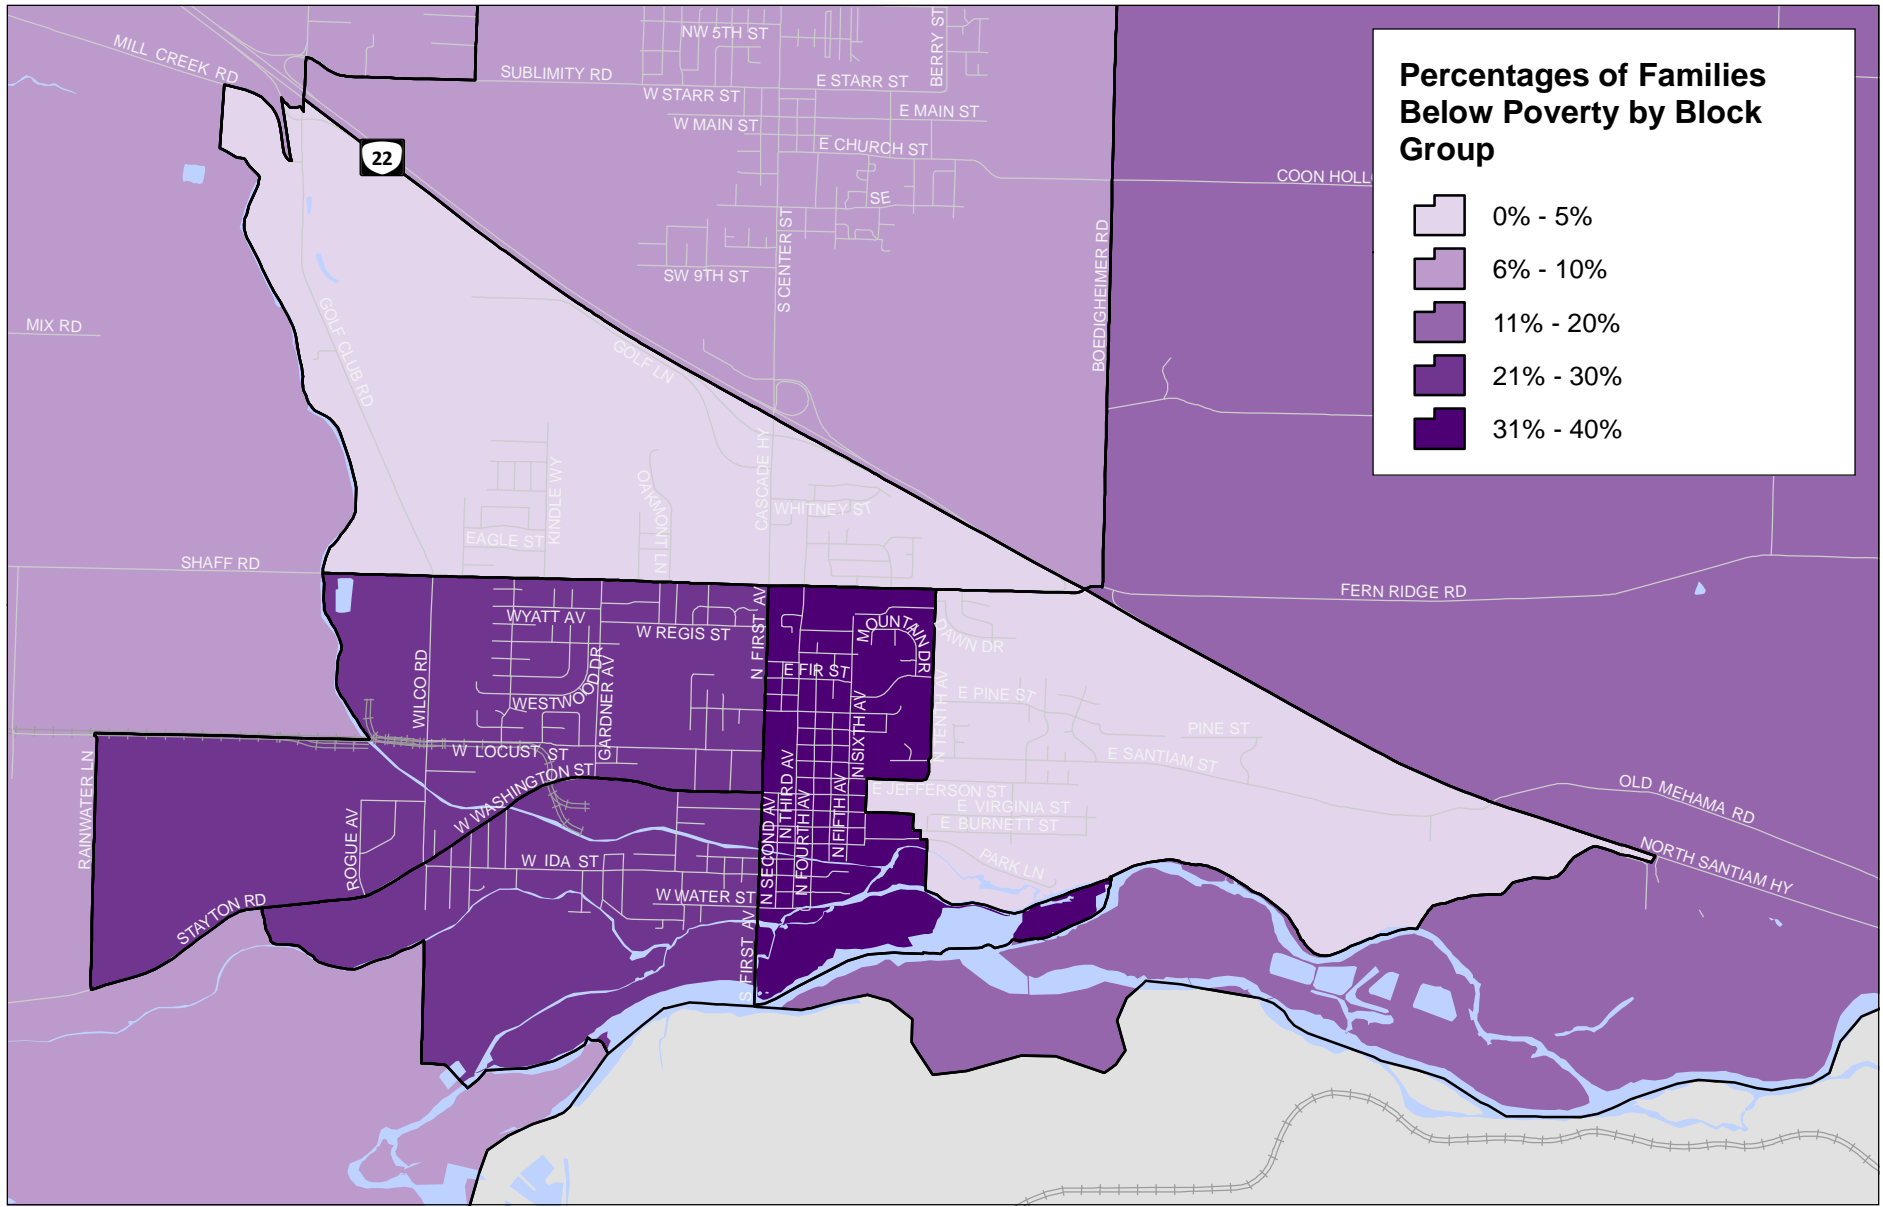 Percentages of Families
Below Poverty by Block
Group
0% - 5%
6% - 10%
11% - 20%
21% - 30%
31% - 40%
MILL CREEK RD
SUBLIMITY RD
NW 5TH ST
BERRY ST
E STARR ST
W STARR ST
E MAIN ST
W MAIN ST
E CHURCH ST
22
COON HOLL
SE
S CENTER ST
SW 9TH ST
BOEDIGHEIMER RD
MIX RD
GOLF CLUB RD
GOLF LN
CASCADE HY
KINDLE WY
OAKMONT LN
WHITNEY ST
EAGLE ST
SHAFF RD
FERN RIDGE RD
WYATT AV
W REGIS ST
N FIRST AV
MOUNTAIN DR
DAWN DR
WILCO RD
WESTWOOD DR
GARDNER AV
E FIR ST
N SIXTH AV
N TENTH AV
E PINE ST
PINE ST
W LOCUST ST
E SANTIAM ST
W WASHINGTON ST
RAINWATER LN
ROGUE AV
N SECOND AV
N THIRD AV
N FOURTH AV
N FIFTH AV
E JEFFERSON ST
E VIRGINIA ST
E BURNETT ST
OLD MEHAMA RD
NORTH SANTIAM HY
W IDA ST
PARK LN
W WATER ST
STAYTON RD
S FIRST AV